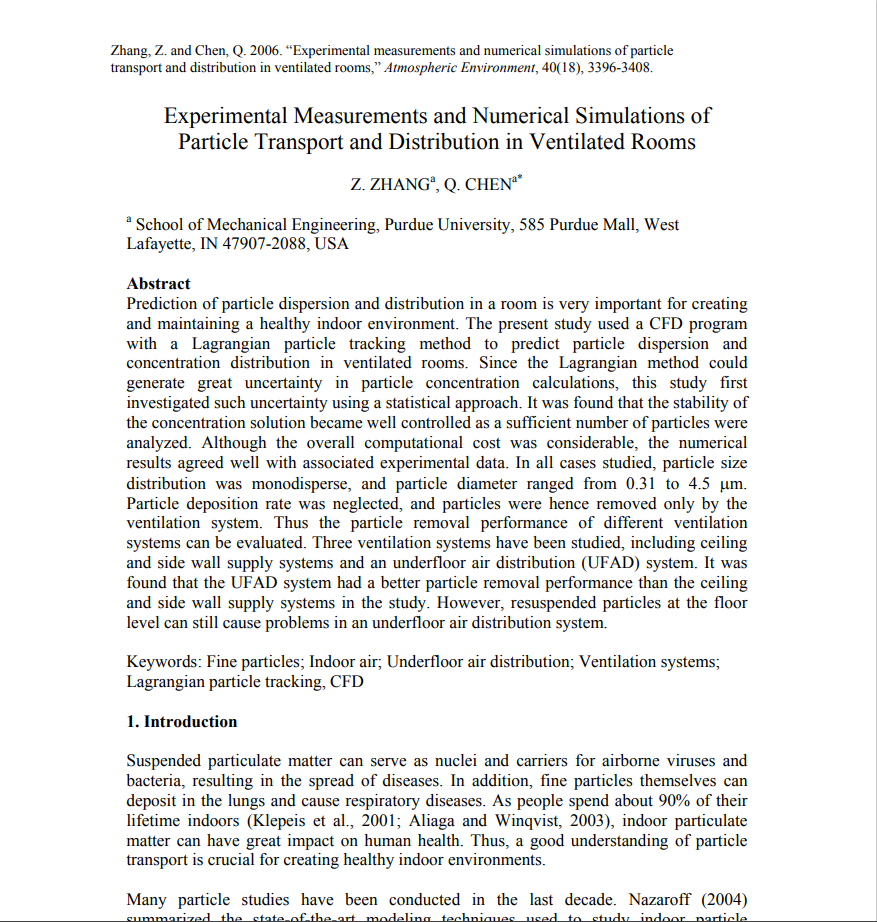 Zhang, Z. and Chen, Q. 2006. “Experimental measurements and numerical simulations of particle
transport and distribution in ventilated rooms,” Atmospheric Environment, 40(18), 3396-3408.
Experimental Measurements and Numerical Simulations of
Particle Transport and Distribution in Ventilated Rooms
Z. ZHANGᵃ, Q. CHENᵃ*
ᵃ School of Mechanical Engineering, Purdue University, 585 Purdue Mall, West
Lafayette, IN 47907-2088, USA
Abstract
Prediction of particle dispersion and distribution in a room is very important for creating
and maintaining a healthy indoor environment. The present study used a CFD program
with a Lagrangian particle tracking method to predict particle dispersion and
concentration distribution in ventilated rooms. Since the Lagrangian method could
generate great uncertainty in particle concentration calculations, this study first
investigated such uncertainty using a statistical approach. It was found that the stability of
the concentration solution became well controlled as a sufficient number of particles were
analyzed. Although the overall computational cost was considerable, the numerical
results agreed well with associated experimental data. In all cases studied, particle size
distribution was monodisperse, and particle diameter ranged from 0.31 to 4.5 μm.
Particle deposition rate was neglected, and particles were hence removed only by the
ventilation system. Thus the particle removal performance of different ventilation
systems can be evaluated. Three ventilation systems have been studied, including ceiling
and side wall supply systems and an underfloor air distribution (UFAD) system. It was
found that the UFAD system had a better particle removal performance than the ceiling
and side wall supply systems in the study. However, resuspended particles at the floor
level can still cause problems in an underfloor air distribution system.
Keywords: Fine particles; Indoor air; Underfloor air distribution; Ventilation systems;
Lagrangian particle tracking, CFD
1. Introduction
Suspended particulate matter can serve as nuclei and carriers for airborne viruses and
bacteria, resulting in the spread of diseases. In addition, fine particles themselves can
deposit in the lungs and cause respiratory diseases. As people spend about 90% of their
lifetime indoors (Klepeis et al., 2001; Aliaga and Winqvist, 2003), indoor particulate
matter can have great impact on human health. Thus, a good understanding of particle
transport is crucial for creating healthy indoor environments.
Many particle studies have been conducted in the last decade. Nazaroff (2004)
summarized the state-of-the-art modeling techniques used to study indoor particle